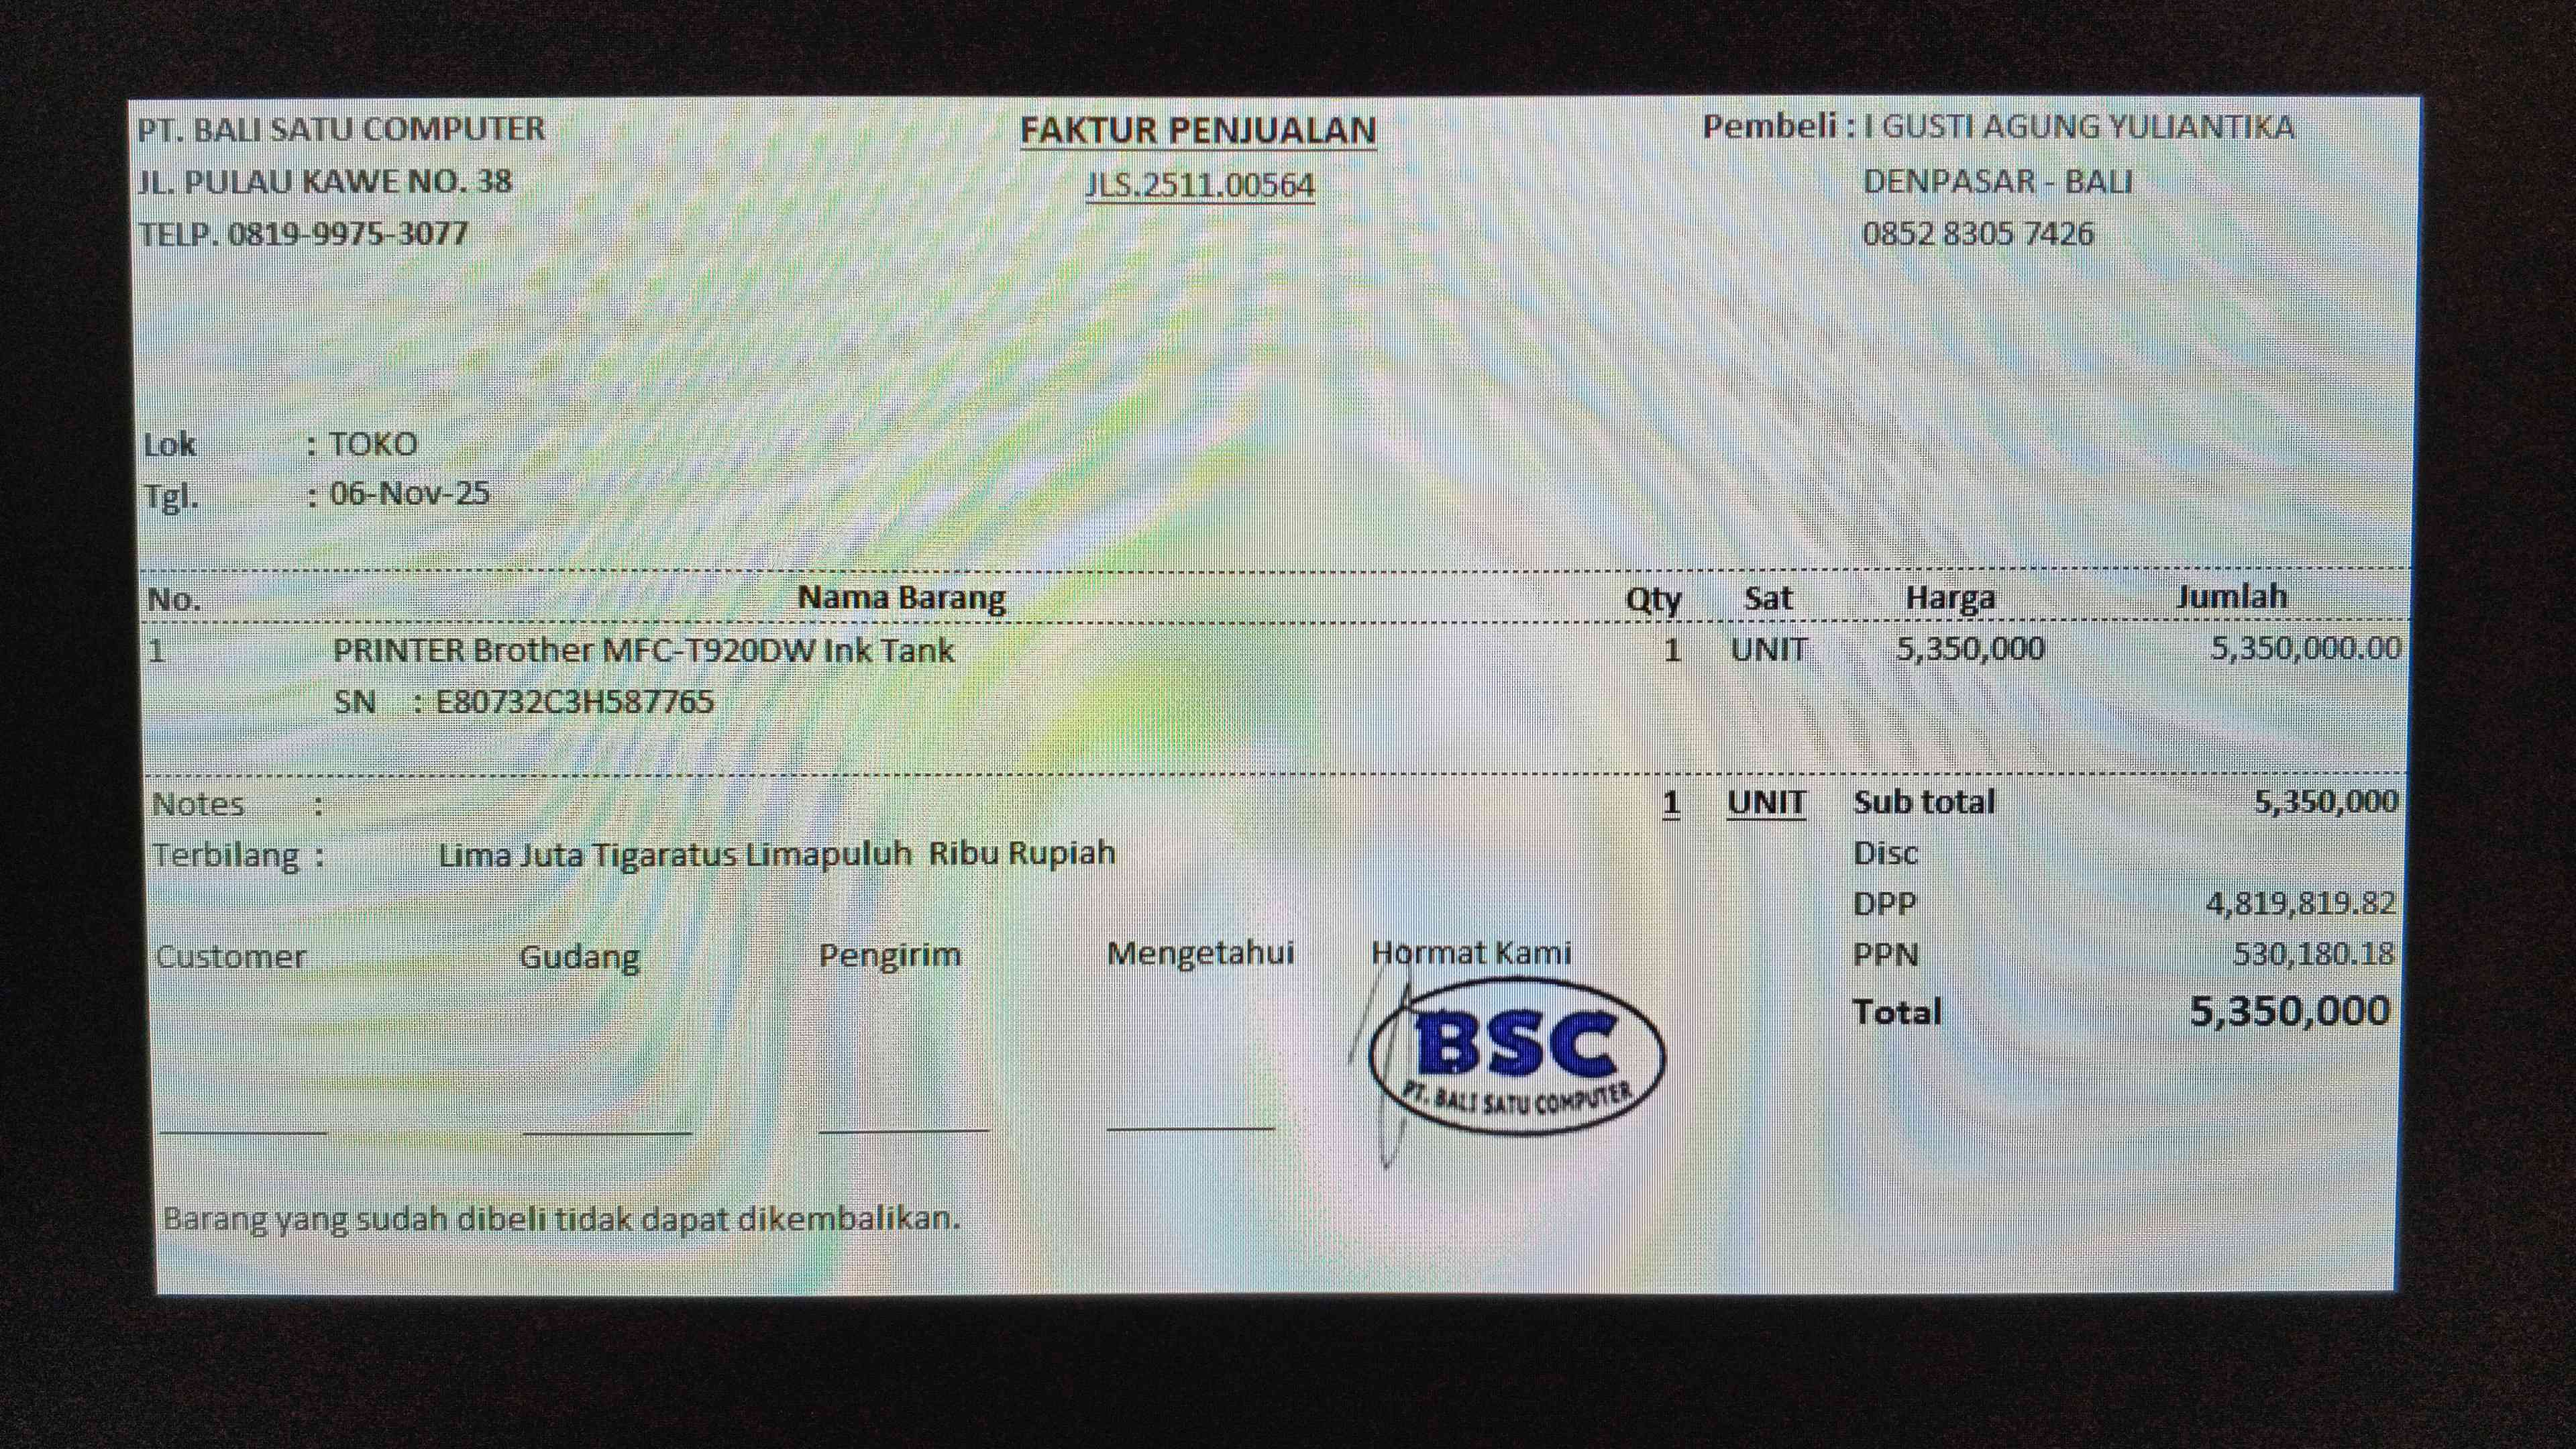 PT. BALI SATU COMPUTER
JL. PULAU KAWE NO. 38
TELP. 0819-9975-3077
FAKTUR PENJUALAN
JLS.2511.00564
Pembeli : I GUSTI AGUNG YULIANTIKA
DENPASAR - BALI
0852 8305 7426
Lok : TOKO
Tgl. : 06-Nov-25
No. Nama Barang Qty Sat Harga Jumlah
1 PRINTER Brother MFC-T920DW Ink Tank 1 UNIT 5,350,000 5,350,000.00
SN : E80732C3H587765
Notes : 1 UNIT Sub total 5,350,000
Terbilang : Lima Juta Tigaratus Limapuluh Ribu Rupiah Disc
DPP 4,819,819.82
Customer Gudang Pengirim Mengetahui Hormat Kami PPN 530,180.18
Total 5,350,000
BSC
PT. BALI SATU COMPUTER
Barang yang sudah dibeli tidak dapat dikembalikan.